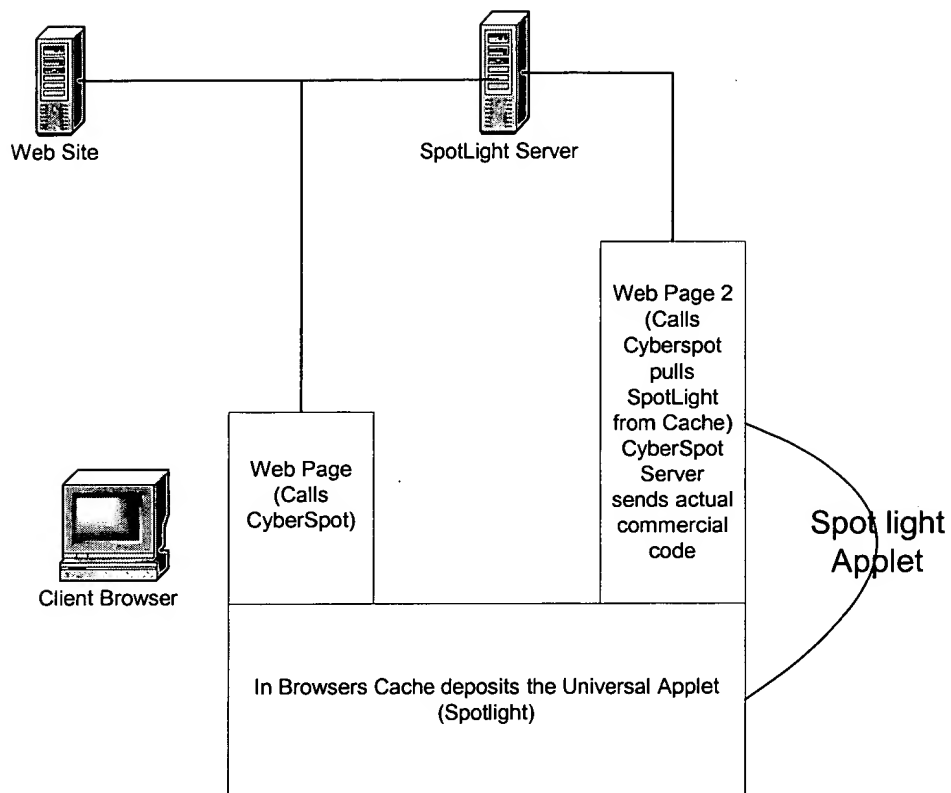 Web Site
SpotLight Server
Web Page 2
(Calls
Cyberspot
pulls
SpotLight
from Cache)
CyberSpot
Server
sends actual
commercial
code
Web Page
(Calls
CyberSpot)
Client Browser
Spot light
Applet
In Browsers Cache deposits the Universal Applet
(Spotlight)